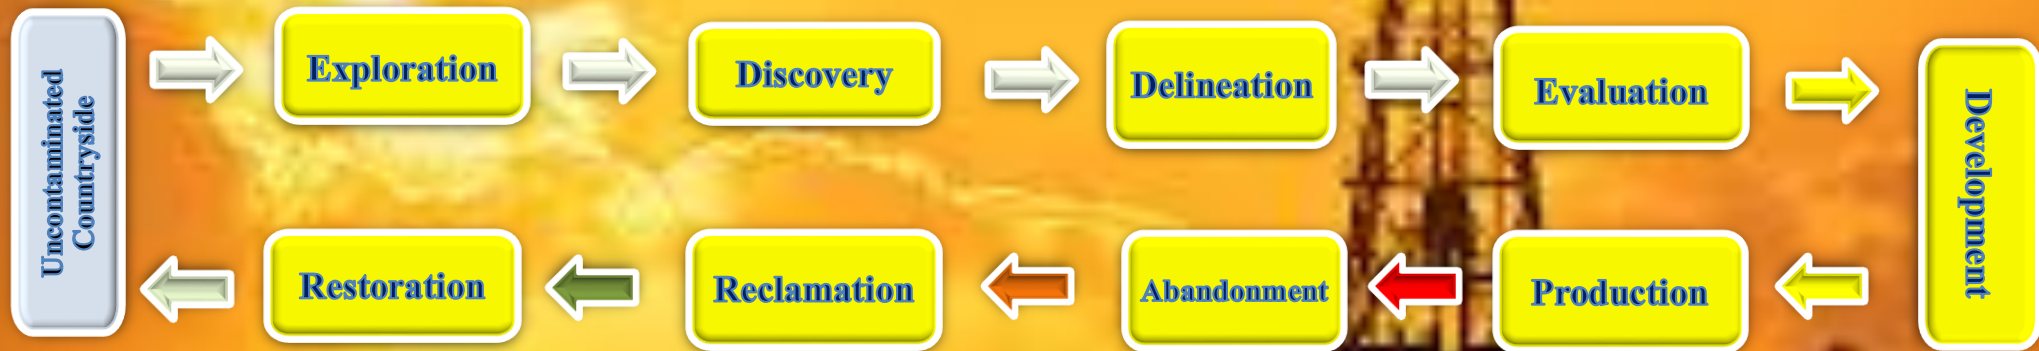 Uncontaminated
Countryside
Exploration
Discovery
Delineation
Evaluation
Development
Production
Abandonment
Reclamation
Restoration